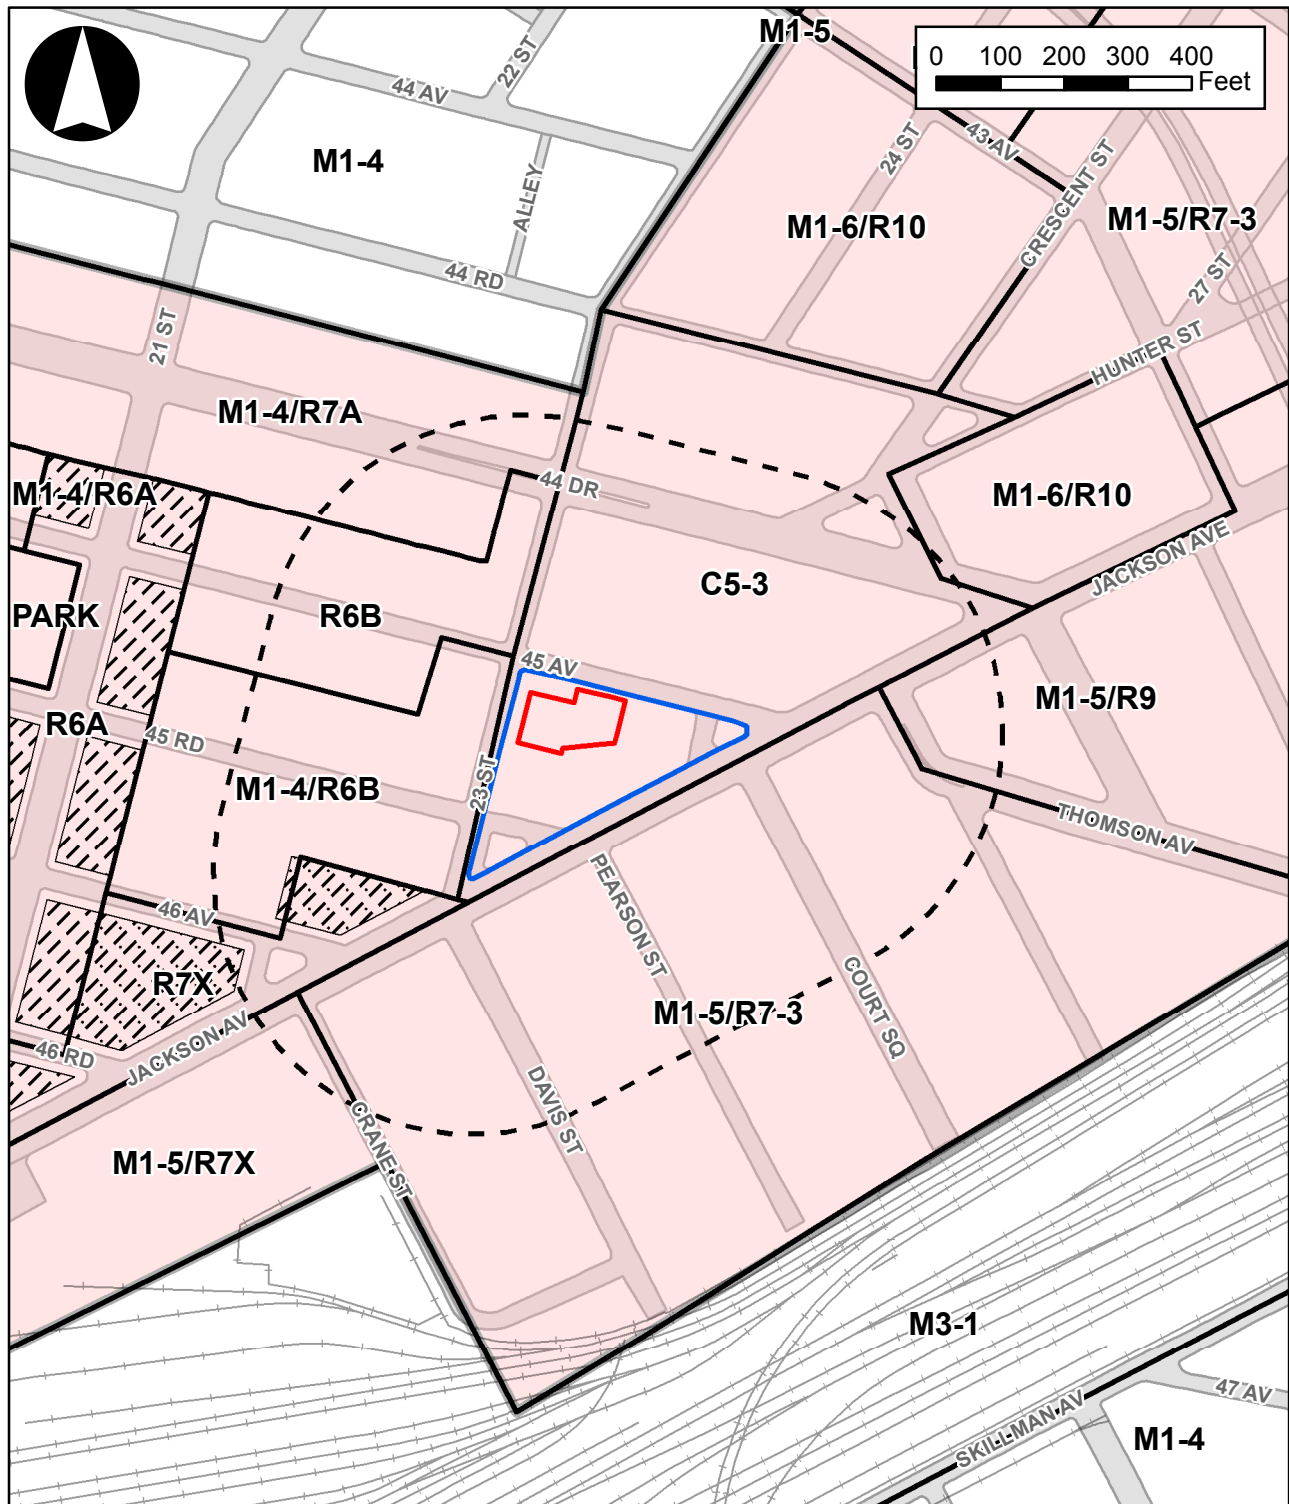 M1-5
0 100 200 300 400
Feet
22 ST
44 AV
M1-4
ALLEY
24 ST
43 AV
CRESCENT ST
M1-6/R10
M1-5/R7-3
44 RD
27 ST
21 ST
HUNTER ST
M1-4/R7A
44 DR
M1-4/R6A
M1-6/R10
JACKSON AVE
C5-3
PARK
R6B
45 AV
M1-5/R9
R6A
45 RD
M1-4/R6B
23 ST
THOMSON AV
PEARSON ST
46 AV
R7X
COURT SQ
M1-5/R7-3
46 RD
JACKSON AV
DAVIS ST
CRANE ST
M1-5/R7X
M3-1
47 AV
SKILLMAN AV
M1-4